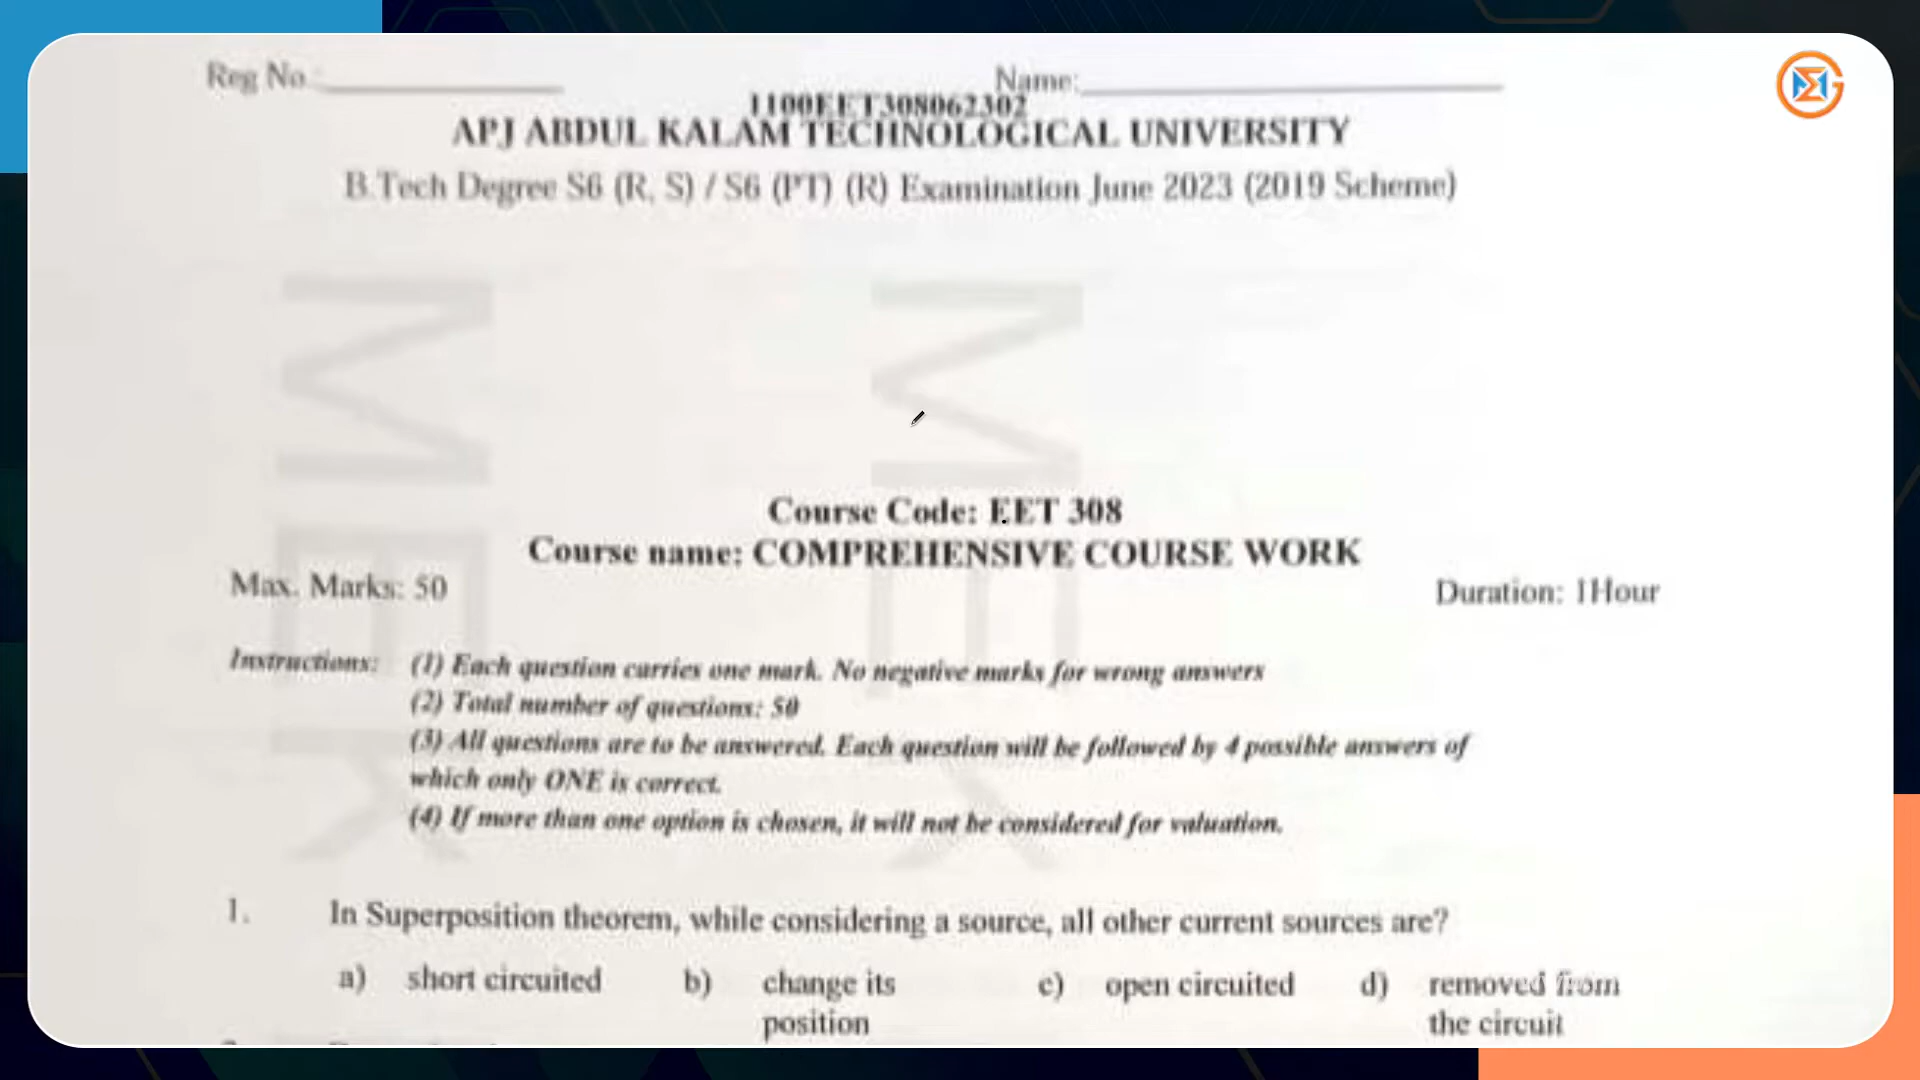 Reg No.:
Name:
1100EET308062302
APJ ABDUL KALAM TECHNOLOGICAL UNIVERSITY
B.Tech Degree S6 (R, S) / S6 (PT) (R) Examination June 2023 (2019 Scheme)
Course Code: EET 308
Course name: COMPREHENSIVE COURSE WORK
Max. Marks: 50
Duration: 1Hour
Instructions: (1) Each question carries one mark. No negative marks for wrong answers
(2) Total number of questions: 50
(3) All questions are to be answered. Each question will be followed by 4 possible answers of
which only ONE is correct.
(4) If more than one option is chosen, it will not be considered for valuation.
1. In Superposition theorem, while considering a source, all other current sources are?
a) short circuited b) change its c) open circuited d) removed from
position the circuit
MEK MEK